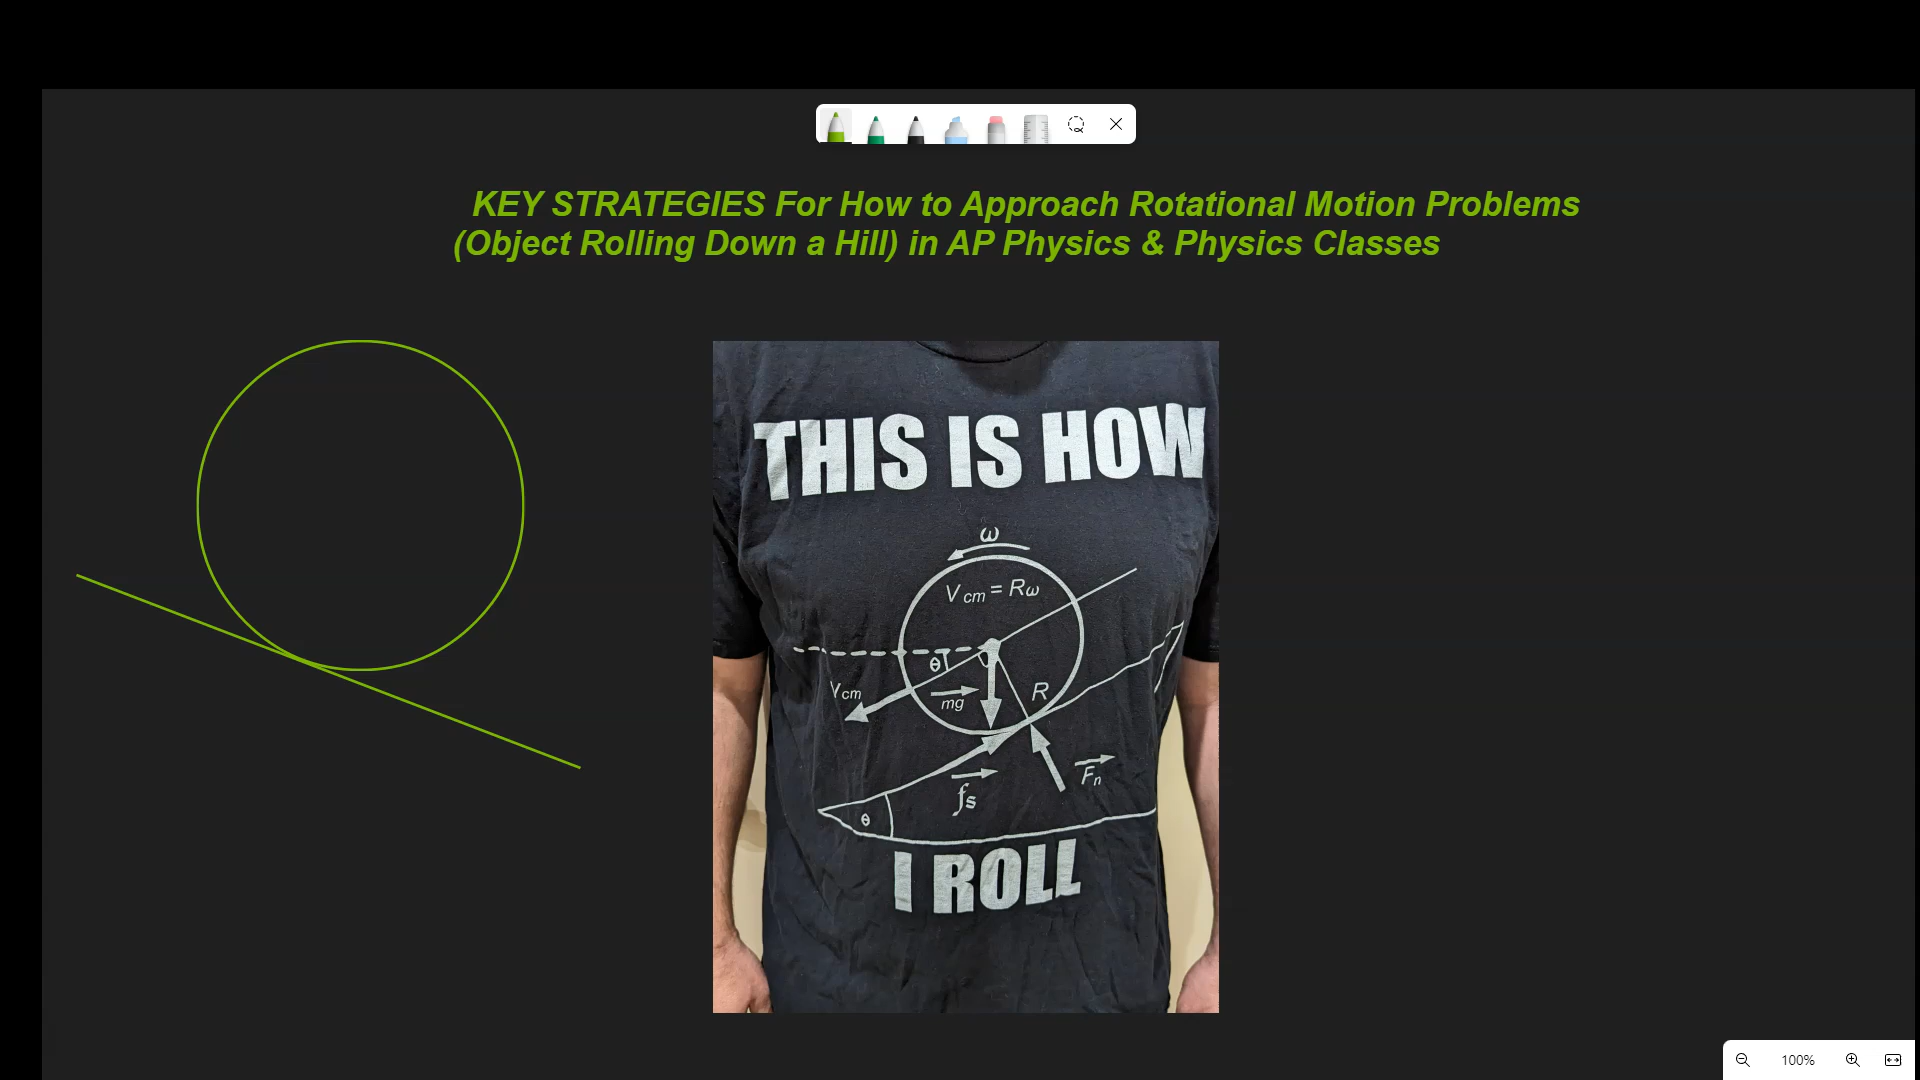 KEY STRATEGIES For How to Approach Rotational Motion Problems
(Object Rolling Down a Hill) in AP Physics & Physics Classes
THIS IS HOW
ω
V cm = Rω
θ
Vcm
mg
R
Fn
fs
θ
I ROLL
100%